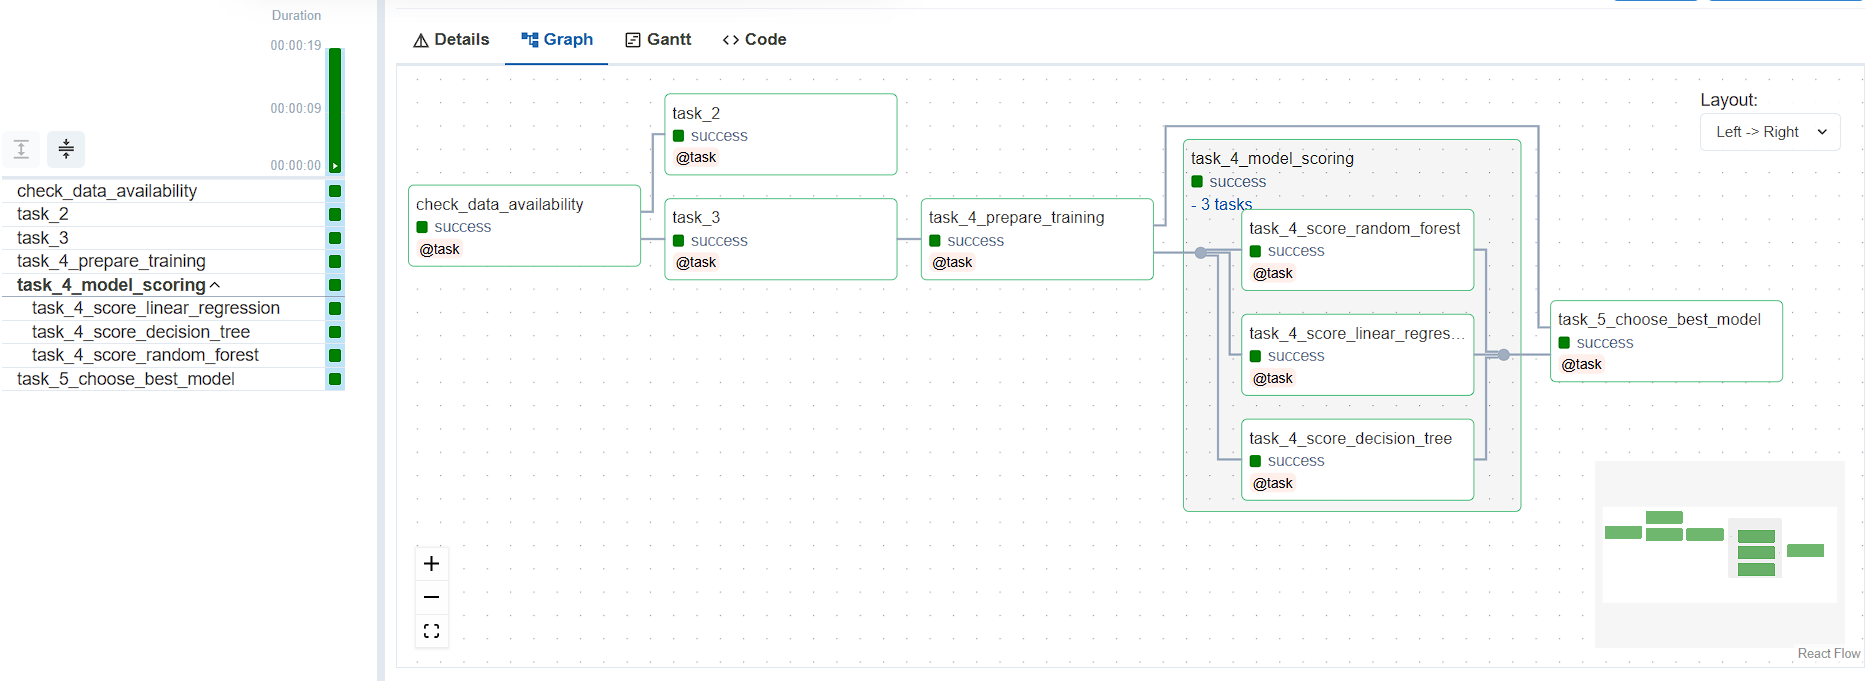 Duration
00:00:19
00:00:09
00:00:00
check_data_availability
task_2
task_3
task_4_prepare_training
task_4_model_scoring
task_4_score_linear_regression
task_4_score_decision_tree
task_4_score_random_forest
task_5_choose_best_model
Details
Graph
Gantt
Code
Layout:
Left -> Right
check_data_availability
success
@task
task_2
success
@task
task_3
success
@task
task_4_prepare_training
success
@task
task_4_model_scoring
success
- 3 tasks
task_4_score_random_forest
success
@task
task_4_score_linear_regres...
success
@task
task_4_score_decision_tree
success
@task
task_5_choose_best_model
success
@task
React Flow